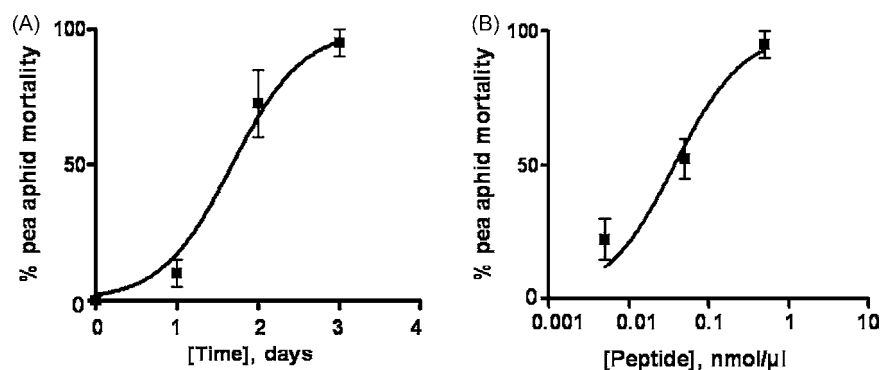 (A)
% pea aphid mortality
100
50
0
0 1 2 3 4
[Time], days
(B)
% pea aphid mortality
100
50
0
0.001 0.01 0.1 1 10
[Peptide], nmol/µl